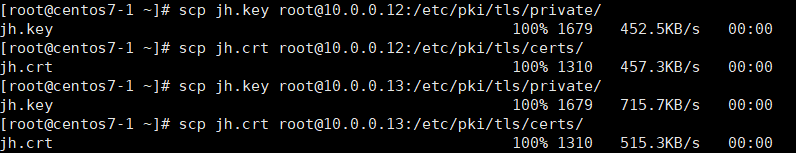 [root@centos7-1 ~]# scp jh.key root@10.0.0.12:/etc/pki/tls/private/
jh.key 100% 1679 452.5KB/s 00:00
[root@centos7-1 ~]# scp jh.crt root@10.0.0.12:/etc/pki/tls/certs/
jh.crt 100% 1310 457.3KB/s 00:00
[root@centos7-1 ~]# scp jh.key root@10.0.0.13:/etc/pki/tls/private/
jh.key 100% 1679 715.7KB/s 00:00
[root@centos7-1 ~]# scp jh.crt root@10.0.0.13:/etc/pki/tls/certs/
jh.crt 100% 1310 515.3KB/s 00:00